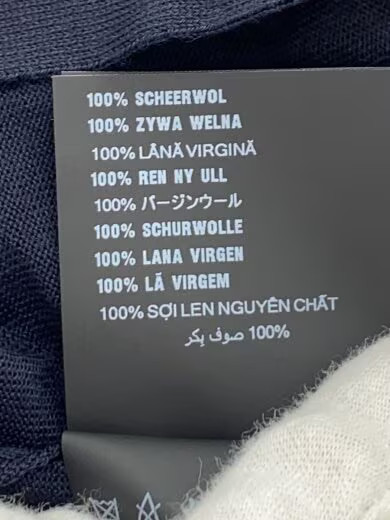 100% SCHEERWOL
100% ZYWA WELNA
100% LÂNĂ VIRGINĂ
100% REN NY ULL
100% バージンウール
100% SCHURWOLLE
100% LANA VIRGEN
100% LÃ VIRGEM
100% SỢI LEN NGUYÊN CHẤT
100% صوف بِكر